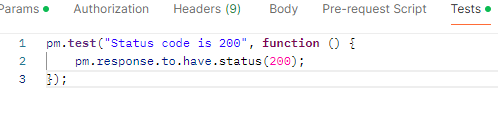 Params Authorization Headers (9) Body Pre-request Script Tests
1 pm.test("Status code is 200", function () {
2 pm.response.to.have.status(200);
3 });